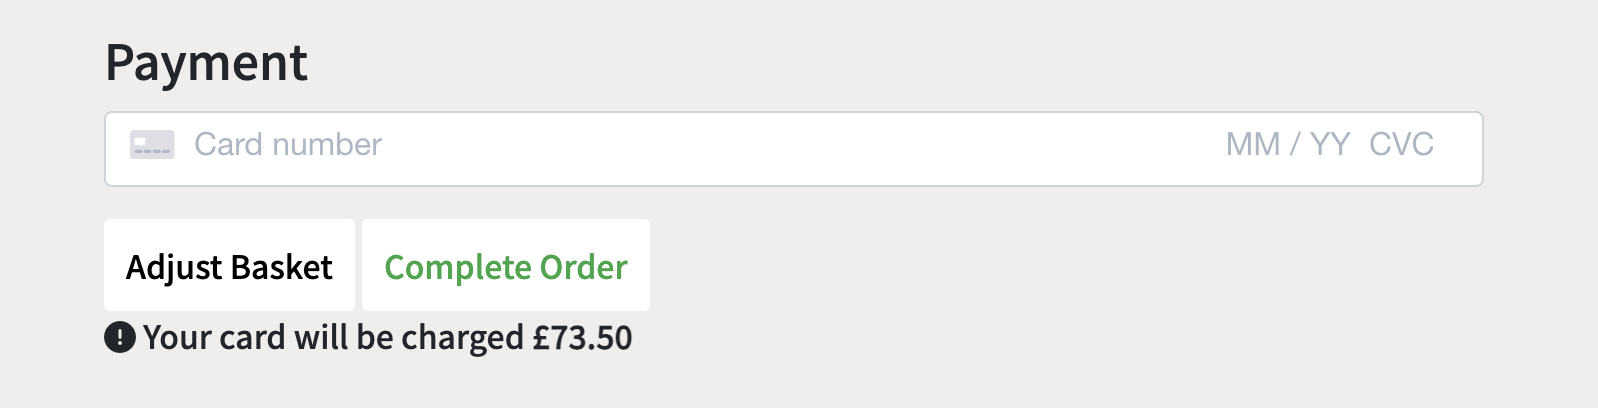 Payment
Card number MM / YY CVC
Adjust Basket Complete Order
! Your card will be charged £73.50